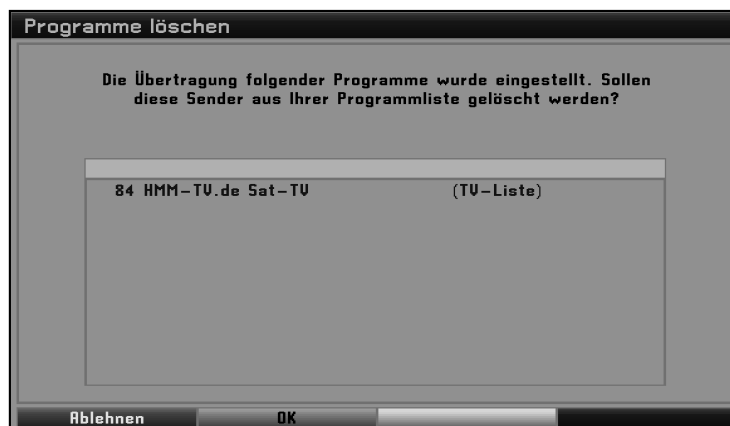 Programme löschen
Die Übertragung folgender Programme wurde eingestellt. Sollen
diese Sender aus Ihrer Programmliste gelöscht werden?
84 HMM-TV.de Sat-TV (TV-Liste)
Ablehnen OK